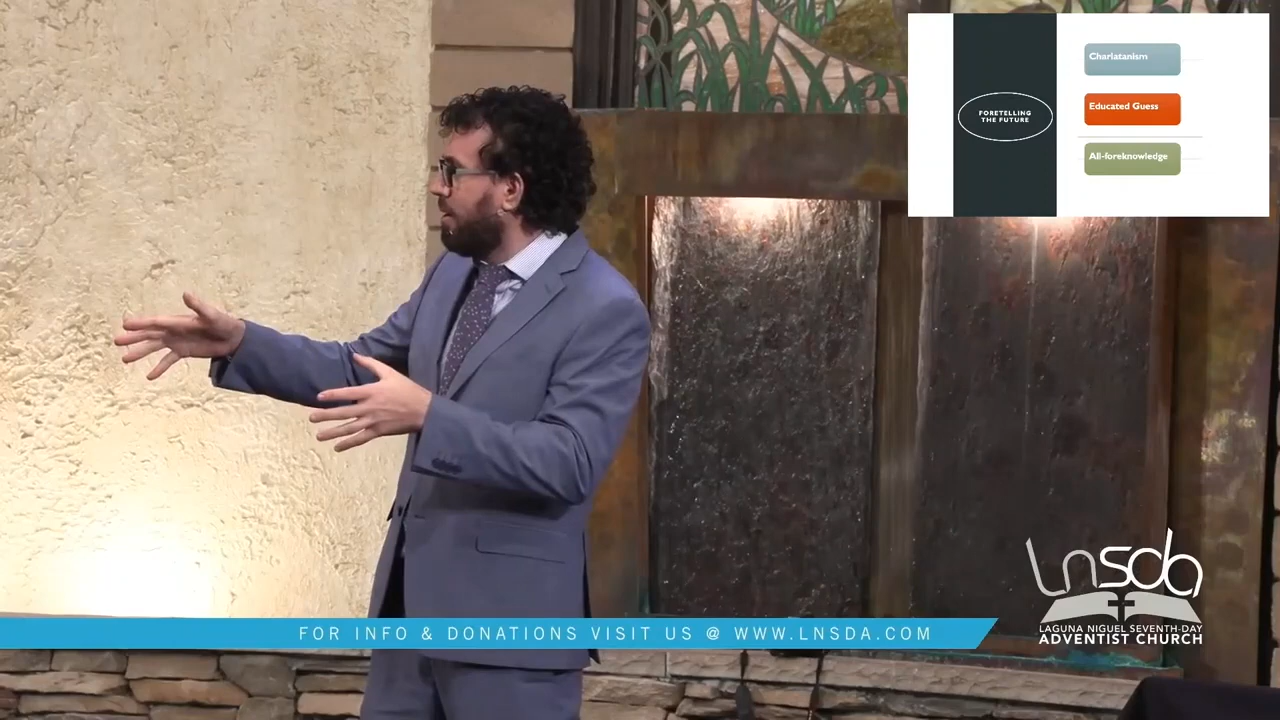 Charlatanism
FORETELLING
THE FUTURE
Educated Guess
All-foreknowledge
lnsda
LAGUNA NIGUEL SEVENTH-DAY
ADVENTIST CHURCH
FOR INFO & DONATIONS VISIT US @ WWW.LNSDA.COM